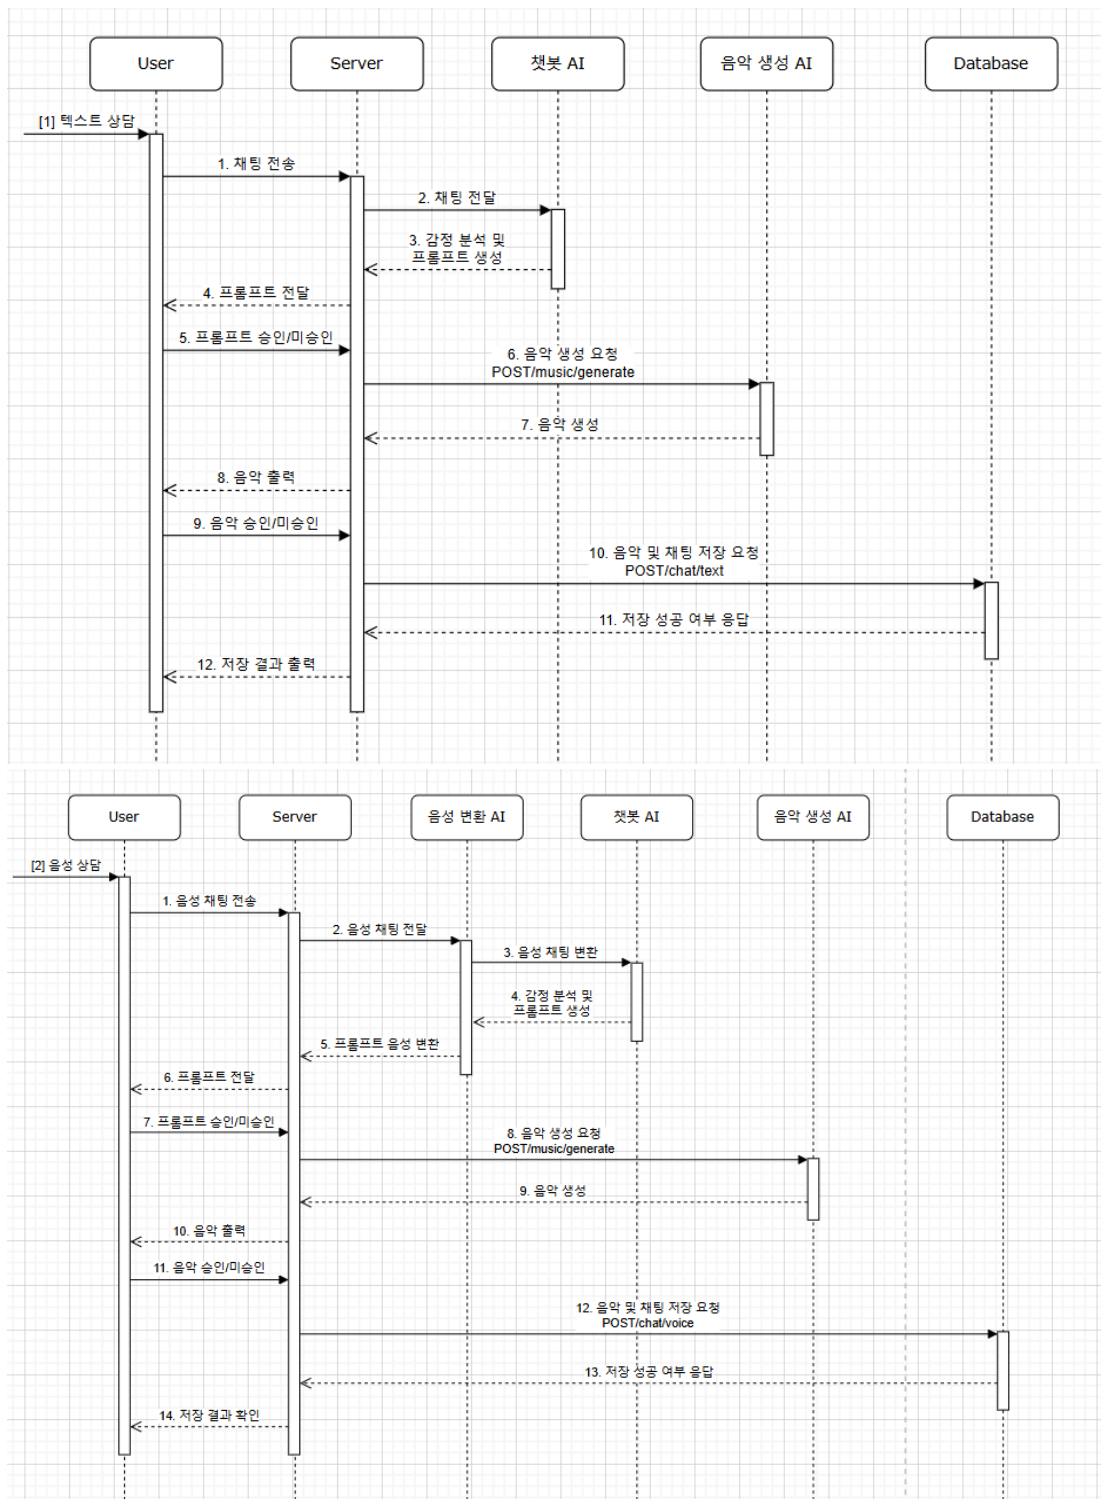 User
Server
챗봇 AI
음악 생성 AI
Database
[1] 텍스트 상담
1. 채팅 전송
2. 채팅 전달
3. 감정 분석 및
프롬프트 생성
4. 프롬프트 전달
5. 프롬프트 승인/미승인
6. 음악 생성 요청
POST/music/generate
7. 음악 생성
8. 음악 출력
9. 음악 승인/미승인
10. 음악 및 채팅 저장 요청
POST/chat/text
11. 저장 성공 여부 응답
12. 저장 결과 출력
User
Server
음성 변환 AI
챗봇 AI
음악 생성 AI
Database
[2] 음성 상담
1. 음성 채팅 전송
2. 음성 채팅 전달
3. 음성 채팅 변환
4. 감정 분석 및
프롬프트 생성
5. 프롬프트 음성 변환
6. 프롬프트 전달
7. 프롬프트 승인/미승인
8. 음악 생성 요청
POST/music/generate
9. 음악 생성
10. 음악 출력
11. 음악 승인/미승인
12. 음악 및 채팅 저장 요청
POST/chat/voice
13. 저장 성공 여부 응답
14. 저장 결과 확인